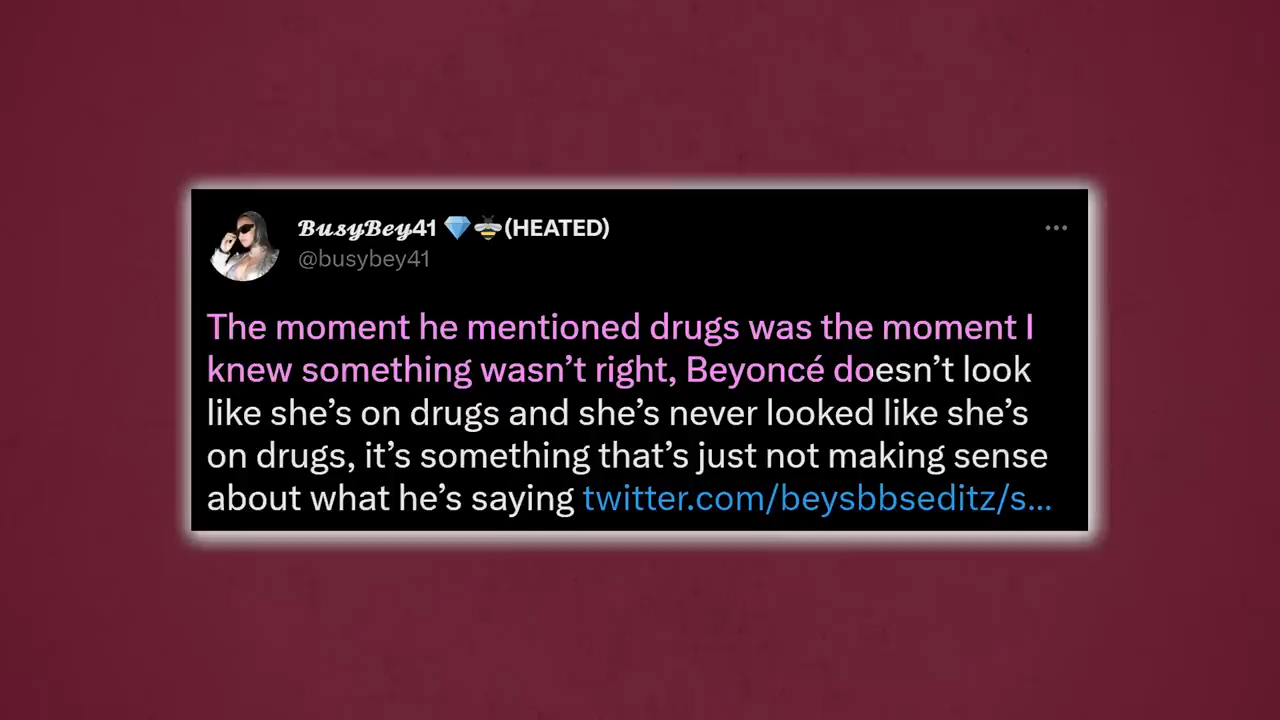 BusyBey41 💎🐝(HEATED)
@busybey41
The moment he mentioned drugs was the moment I
knew something wasn’t right, Beyoncé doesn’t look
like she’s on drugs and she’s never looked like she’s
on drugs, it’s something that’s just not making sense
about what he’s saying twitter.com/beysbbseditz/s...